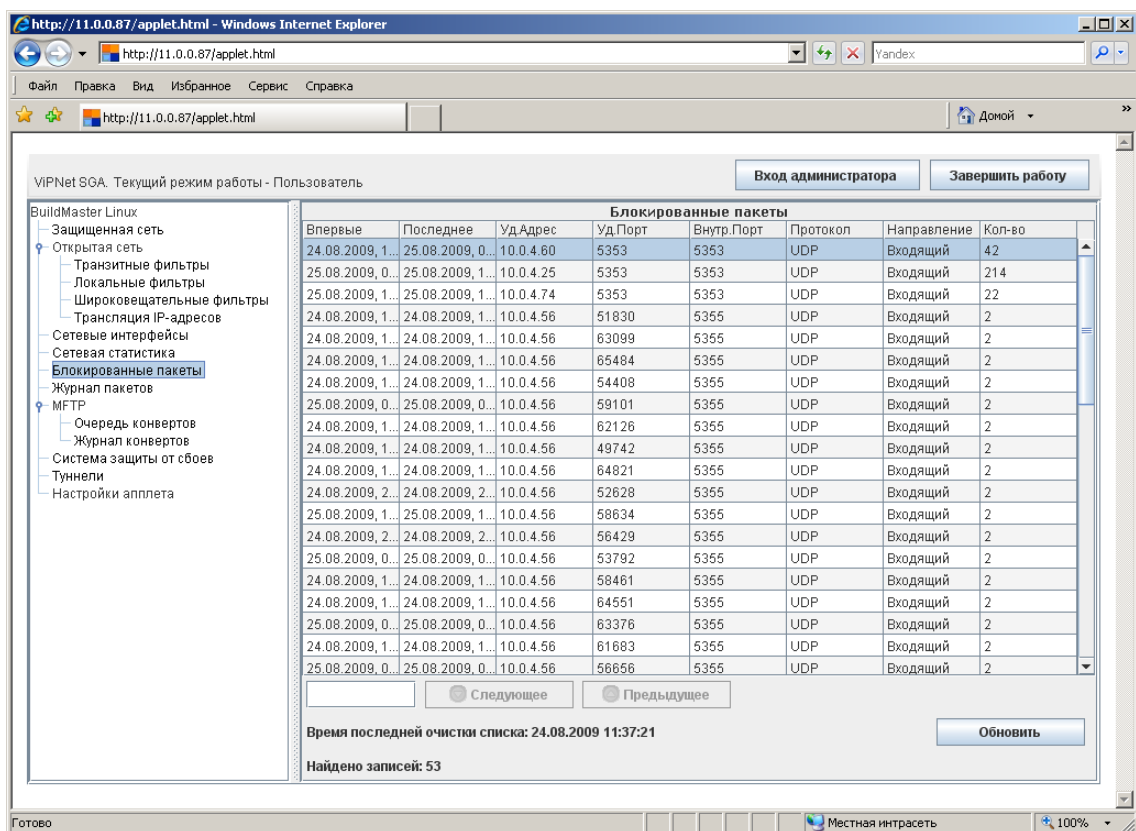 http://11.0.0.87/applet.html - Windows Internet Explorer
http://11.0.0.87/applet.html Yandex
Файл Правка Вид Избранное Сервис Справка
http://11.0.0.87/applet.html Домой
ViPNet SGA. Текущий режим работы - Пользователь Вход администратора Завершить работу
BuildMaster Linux
Защищенная сеть
Открытая сеть
Транзитные фильтры
Локальные фильтры
Широковещательные фильтры
Трансляция IP-адресов
Сетевые интерфейсы
Сетевая статистика
Блокированные пакеты
Журнал пакетов
MFTP
Очередь конвертов
Журнал конвертов
Система защиты от сбоев
Туннели
Настройки апплета
Блокированные пакеты
Впервые Последнее Уд.Адрес Уд.Порт Внутр.Порт Протокол Направление Кол-во
24.08.2009, 1... 25.08.2009, 0... 10.0.4.60 5353 5353 UDP Входящий 42
25.08.2009, 0... 25.08.2009, 1... 10.0.4.25 5353 5353 UDP Входящий 214
25.08.2009, 1... 25.08.2009, 1... 10.0.4.74 5353 5353 UDP Входящий 22
24.08.2009, 1... 24.08.2009, 1... 10.0.4.56 51830 5355 UDP Входящий 2
24.08.2009, 1... 24.08.2009, 1... 10.0.4.56 63099 5355 UDP Входящий 2
24.08.2009, 1... 24.08.2009, 1... 10.0.4.56 65484 5355 UDP Входящий 2
24.08.2009, 1... 24.08.2009, 1... 10.0.4.56 54408 5355 UDP Входящий 2
25.08.2009, 0... 25.08.2009, 0... 10.0.4.56 59101 5355 UDP Входящий 2
24.08.2009, 1... 24.08.2009, 1... 10.0.4.56 62126 5355 UDP Входящий 2
24.08.2009, 1... 24.08.2009, 1... 10.0.4.56 49742 5355 UDP Входящий 2
24.08.2009, 1... 24.08.2009, 1... 10.0.4.56 64821 5355 UDP Входящий 2
24.08.2009, 2... 24.08.2009, 2... 10.0.4.56 52628 5355 UDP Входящий 2
25.08.2009, 1... 25.08.2009, 1... 10.0.4.56 58634 5355 UDP Входящий 2
24.08.2009, 2... 24.08.2009, 2... 10.0.4.56 56429 5355 UDP Входящий 2
25.08.2009, 0... 25.08.2009, 0... 10.0.4.56 53792 5355 UDP Входящий 2
24.08.2009, 1... 24.08.2009, 1... 10.0.4.56 58461 5355 UDP Входящий 2
24.08.2009, 1... 24.08.2009, 1... 10.0.4.56 64551 5355 UDP Входящий 2
25.08.2009, 0... 25.08.2009, 0... 10.0.4.56 63376 5355 UDP Входящий 2
24.08.2009, 1... 24.08.2009, 1... 10.0.4.56 61683 5355 UDP Входящий 2
25.08.2009, 0... 25.08.2009, 0... 10.0.4.56 56656 5355 UDP Входящий 2
Следующее Предыдущее
Время последней очистки списка: 24.08.2009 11:37:21 Обновить
Найдено записей: 53
Готово Местная интрасеть 100%